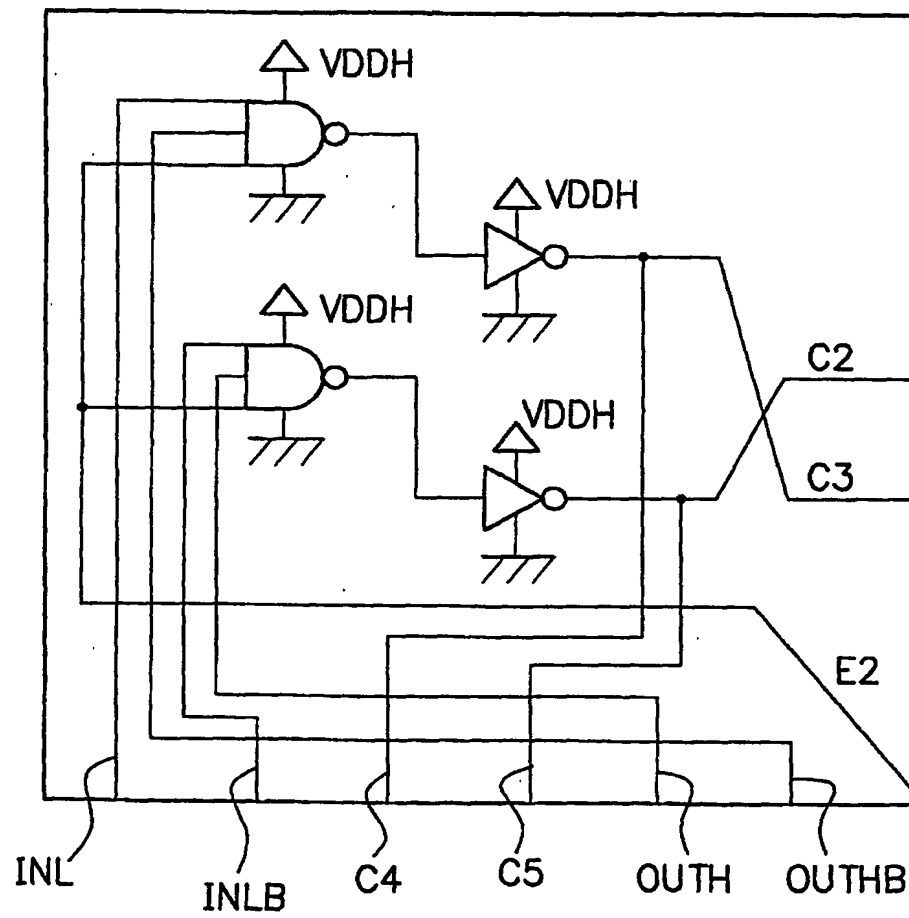 VDDH
VDDH
VDDH
VDDH
C2
C3
E2
INL
INLB
C4
C5
OUTH
OUTHB